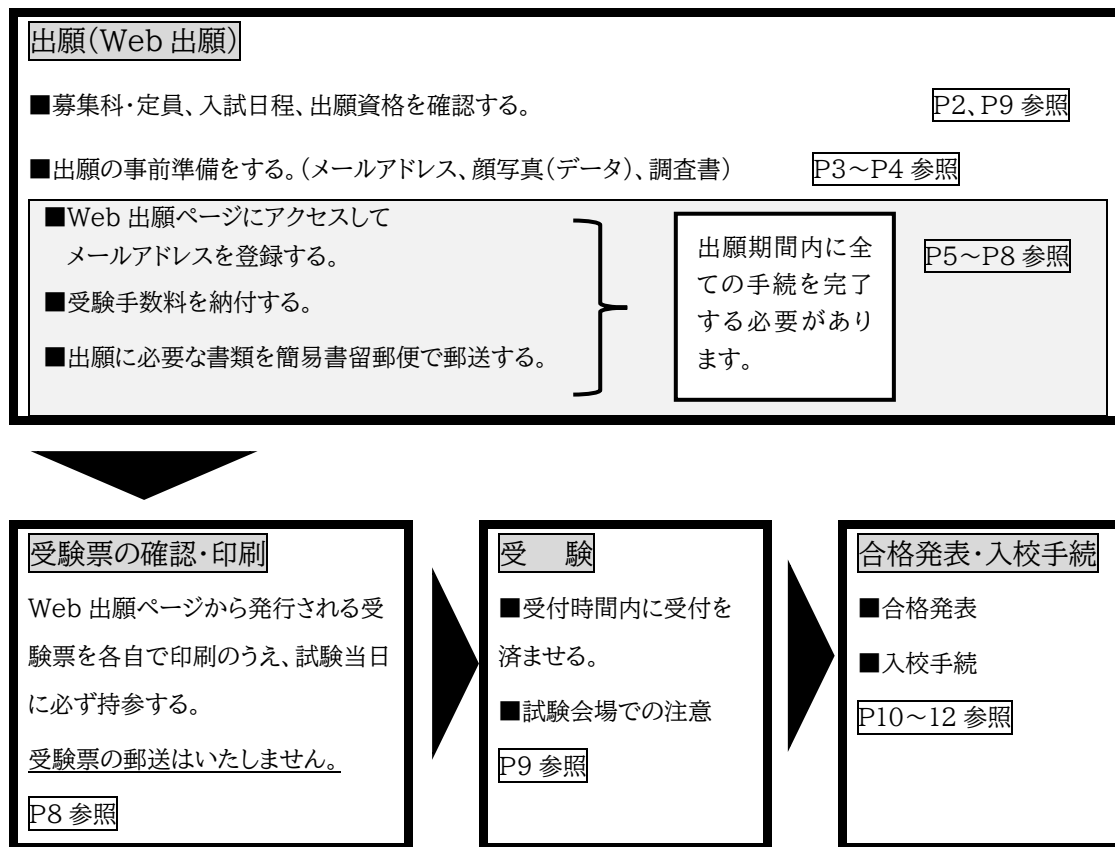 出願(Web 出願)
■募集科・定員、入試日程、出願資格を確認する。 P2、P9 参照
■出願の事前準備をする。(メールアドレス、顔写真(データ)、調査書) P3～P4 参照
■Web 出願ページにアクセスして
メールアドレスを登録する。
■受験手数料を納付する。
■出願に必要な書類を簡易書留郵便で郵送する。
出願期間内に全
ての手続を完了
する必要があり
ます。
P5～P8 参照
受験票の確認・印刷
Web 出願ページから発行される受
験票を各自で印刷のうえ、試験当日
に必ず持参する。
受験票の郵送はいたしません。
P8 参照
受 験
■受付時間内に受付を
済ませる。
■試験会場での注意
P9 参照
合格発表・入校手続
■合格発表
■入校手続
P10～12 参照